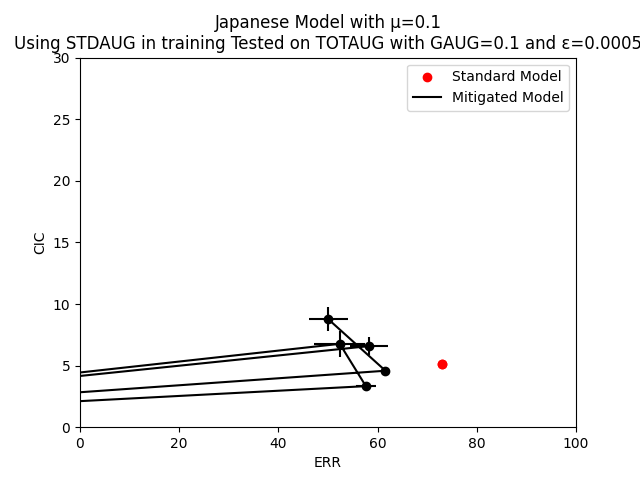 Japanese Model with μ=0.1
Using STDAUG in training Tested on TOTAUG with GAUG=0.1 and ε=0.0005
30
25
20
15
10
5
0
CIC
Standard Model
Mitigated Model
0 20 40 60 80 100
ERR